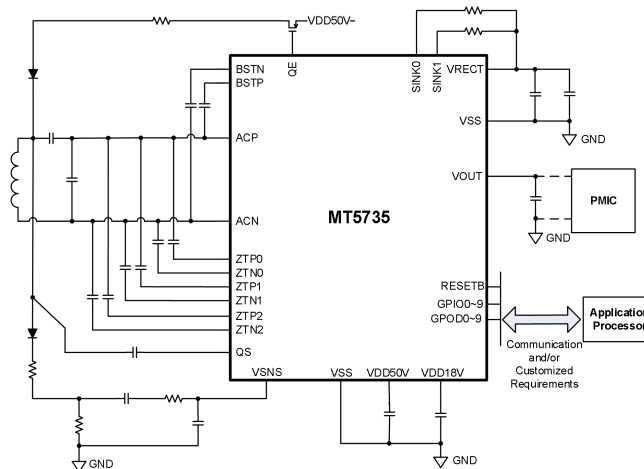 VDD50V
BSTN
BSTP
QE
SINK0
SINK1
VRECT
VSS
GND
ACP
VOUT
PMIC
GND
ACN
MT5735
ZTP0
ZTN0
ZTP1
ZTN1
ZTP2
ZTN2
QS
RESETB
GPIO0~9
GPOD0~9
Application
Processor
Communication
and/or
Customized
Requirements
VSNS
VSS
VDD50V
VDD18V
GND
GND